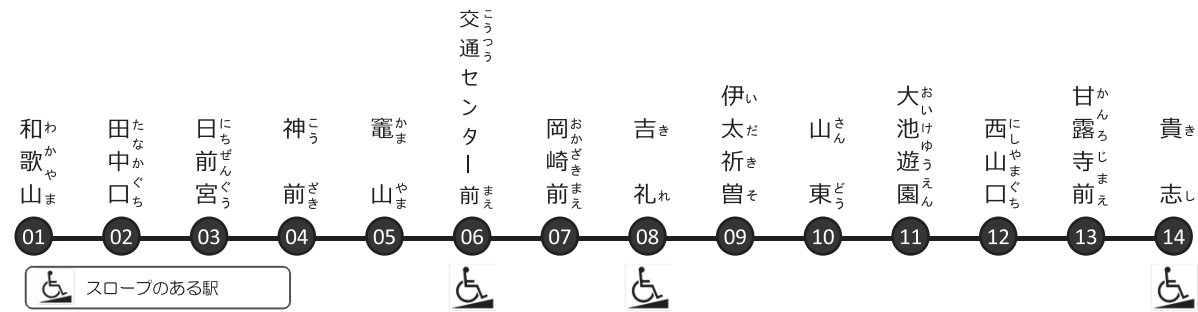 和歌山 わかやま 01
田中口 たなかぐち 02
日前宮 にちぜんぐう 03
神前 こうざき 04
竈山 かまやま 05
交通センター前 こうつうまえ 06
岡崎前 おかざきまえ 07
吉礼 きれ 08
伊太祈曽 いだきそ 09
山東 さんどう 10
大池遊園 おいけゆうえん 11
西山口 にしやまぐち 12
甘露寺前 かんろじまえ 13
貴志 きし 14
スロープのある駅